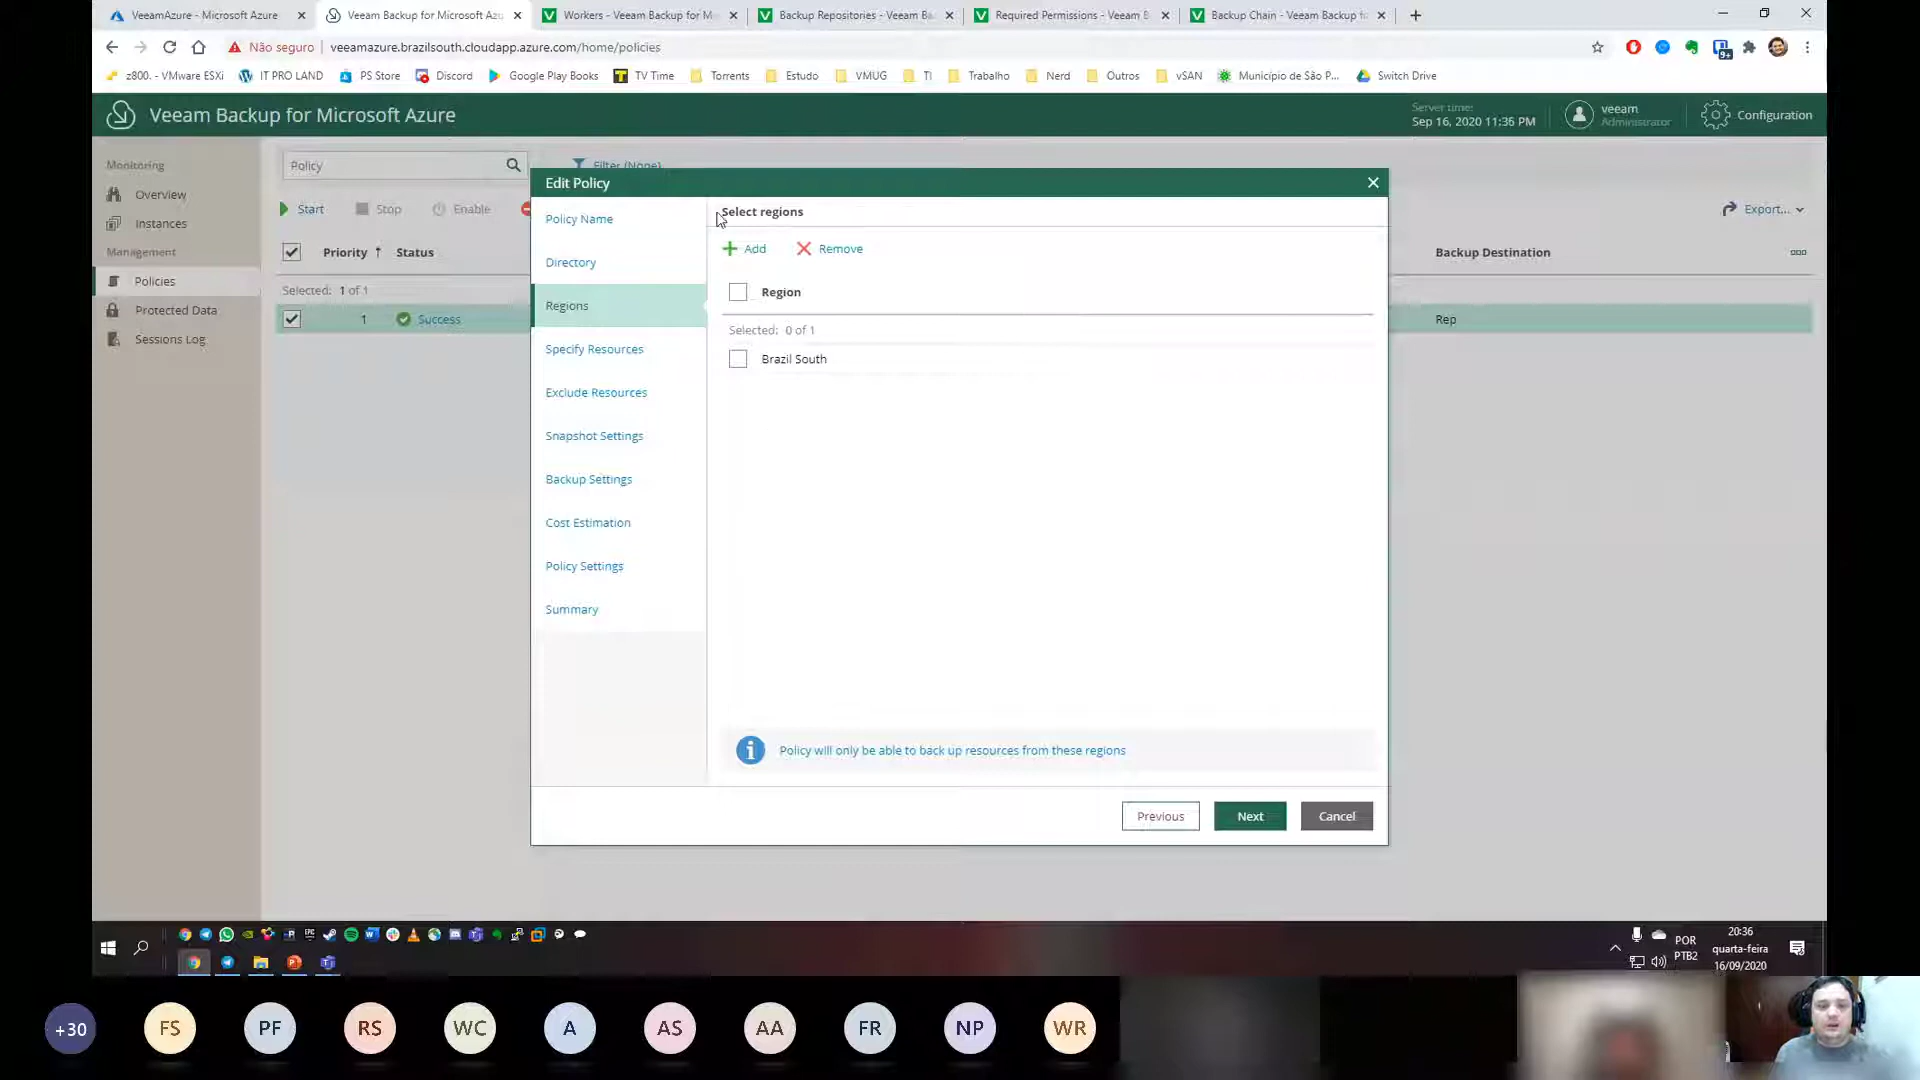 VeeamAzure - Microsoft Azure
Veeam Backup for Microsoft Azu
Workers - Veeam Backup for M
Backup Repositories - Veeam Ba
Required Permissions - Veeam B
Backup Chain - Veeam Backup f
Não seguro
veeamazure.brazilsouth.cloudapp.azure.com/home/policies
9+
z800. - VMware ESXi
IT PRO LAND
PS Store
Discord
Google Play Books
TV Time
Torrents
Estudo
VMUG
TI
Trabalho
Nerd
Outros
vSAN
Município de São P...
Switch Drive
Veeam Backup for Microsoft Azure
Server time:
Sep 16, 2020 11:36 PM
veeam
Administrator
Configuration
Monitoring
Overview
Instances
Management
Policies
Protected Data
Sessions Log
Policy
Filter (None)
Start
Stop
Enable
Export...
Priority
Status
Backup Destination
Selected: 1 of 1
1
Success
Rep
Edit Policy
Policy Name
Directory
Regions
Specify Resources
Exclude Resources
Snapshot Settings
Backup Settings
Cost Estimation
Policy Settings
Summary
Select regions
Add
Remove
Region
Selected: 0 of 1
Brazil South
Policy will only be able to back up resources from these regions
Previous
Next
Cancel
POR
PTB2
20:36
quarta-feira
16/09/2020
+30
FS
PF
RS
WC
A
AS
AA
FR
NP
WR